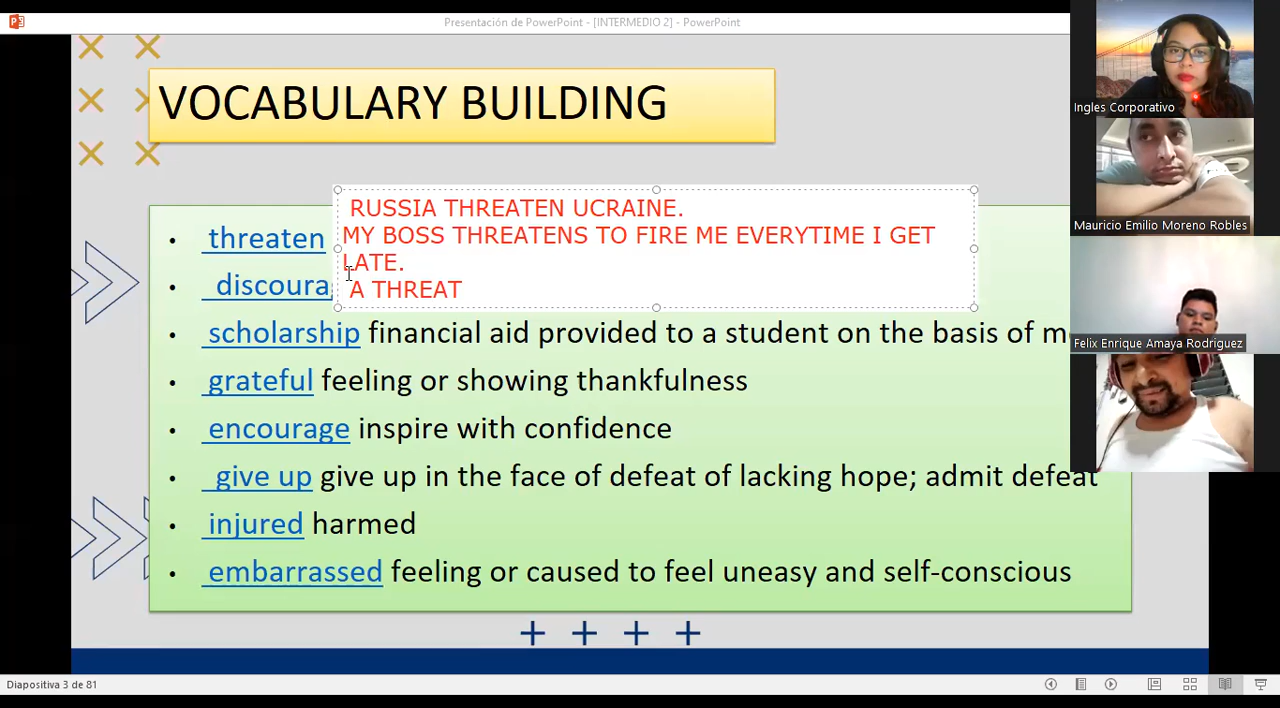 Presentación de PowerPoint - [INTERMEDIO 2] - PowerPoint
VOCABULARY BUILDING
RUSSIA THREATEN UCRAINE.
MY BOSS THREATENS TO FIRE ME EVERYTIME I GET
LATE.
A THREAT
• threaten
• discoura
• scholarship financial aid provided to a student on the basis of m
• grateful feeling or showing thankfulness
• encourage inspire with confidence
• give up give up in the face of defeat of lacking hope; admit defeat
• injured harmed
• embarrassed feeling or caused to feel uneasy and self-conscious
Ingles Corporativo
Mauricio Emilio Moreno Robles
Felix Enrique Amaya Rodriguez
Diapositiva 3 de 81